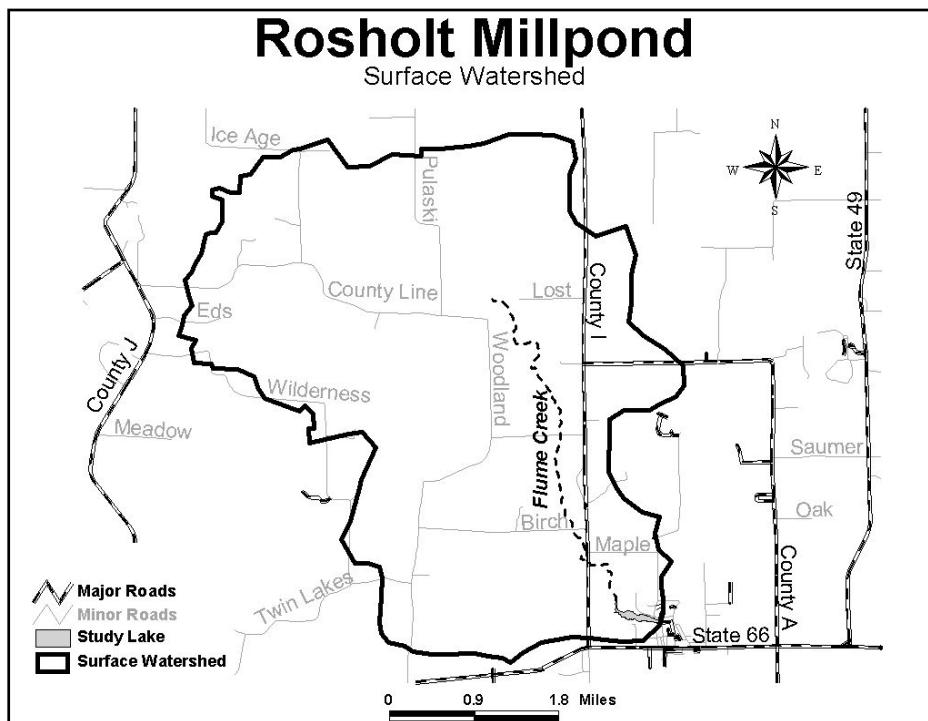 Rosholt Millpond
Surface Watershed
Ice Age
Pulaski
N
W
E
S
State 49
County Line
Lost
County I
Eds
County J
Woodland
Wilderness
Meadow
Flume Creek
Saumer
Birch
Oak
Maple
Twin Lakes
County A
State 66
Major Roads
Minor Roads
Study Lake
Surface Watershed
0 0.9 1.8 Miles